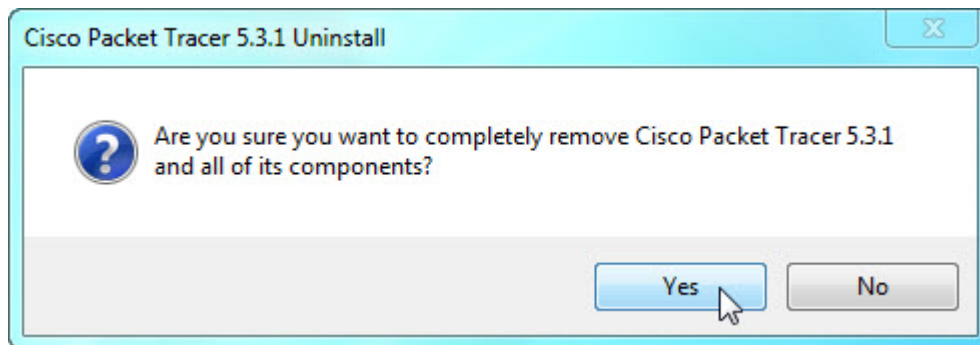 Cisco Packet Tracer 5.3.1 Uninstall
Are you sure you want to completely remove Cisco Packet Tracer 5.3.1
and all of its components?
Yes
No